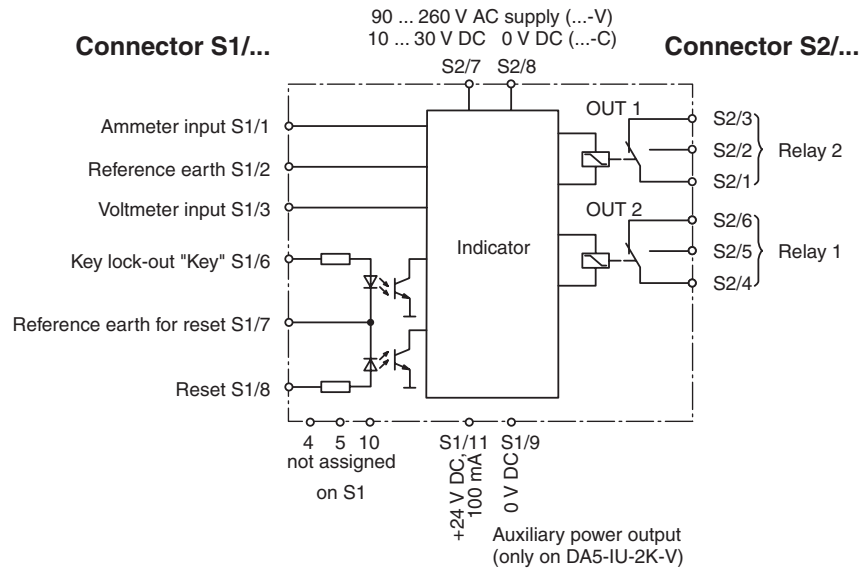 90 ... 260 V AC supply (...-V)
10 ... 30 V DC 0 V DC (...-C)
Connector S1/...
Connector S2/...
S2/7 S2/8
OUT 1
Ammeter input S1/1
Reference earth S1/2
Voltmeter input S1/3
Key lock-out "Key" S1/6
Reference earth for reset S1/7
Reset S1/8
Indicator
S2/3
S2/2
S2/1
Relay 2
OUT 2
S2/6
S2/5
S2/4
Relay 1
4 5 10
not assigned
on S1
S1/11 S1/9
+24 V DC,
100 mA
0 V DC
Auxiliary power output
(only on DA5-IU-2K-V)